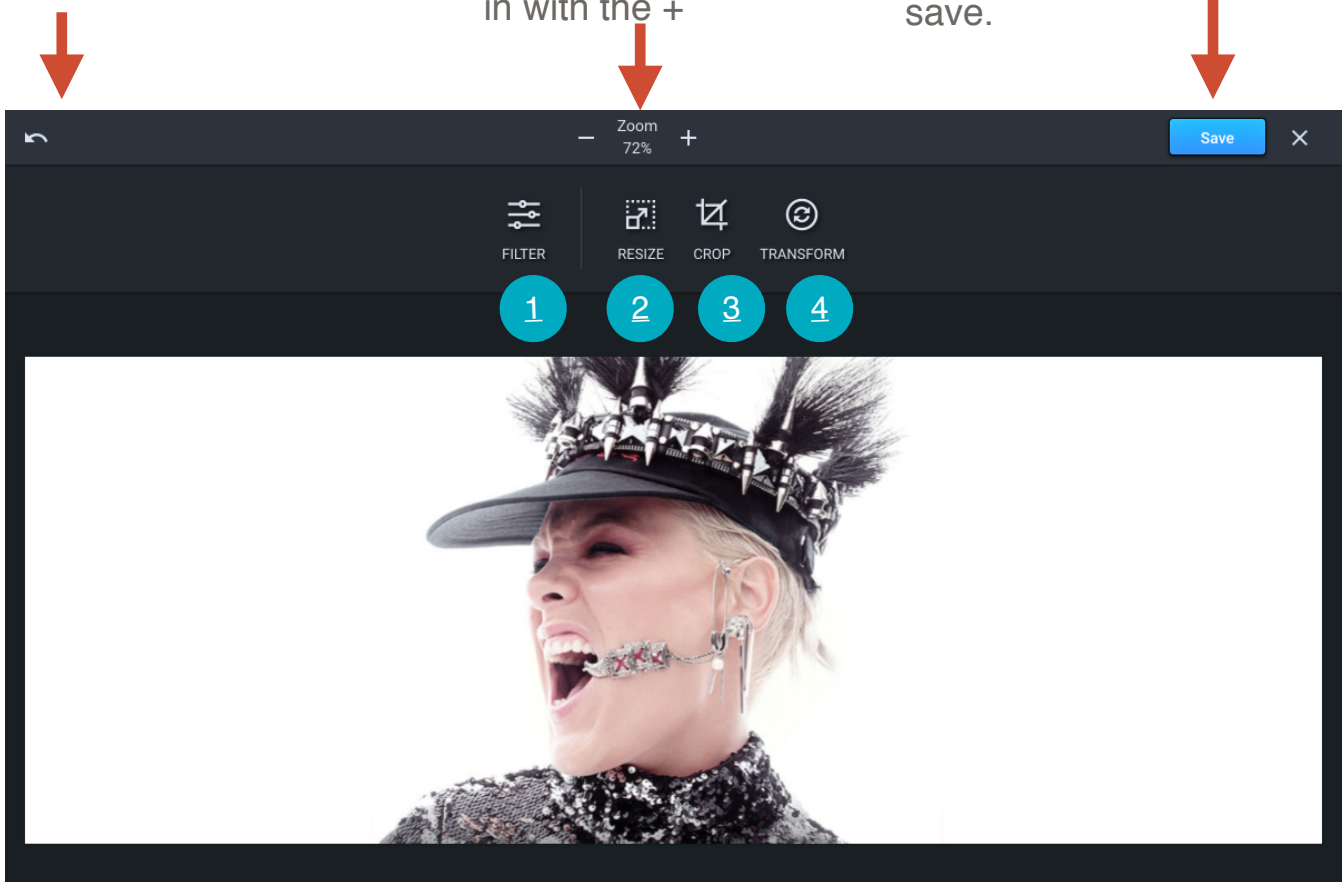 in with the +
save.
Zoom
72%
Save
FILTER
RESIZE
CROP
TRANSFORM
1
2
3
4